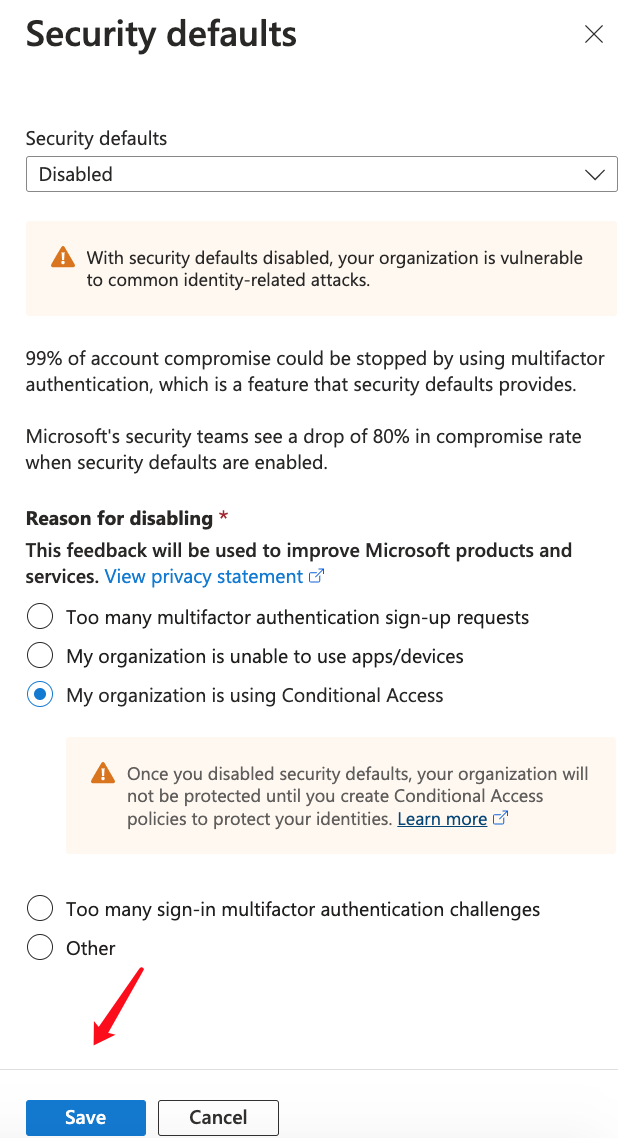 Security defaults
Security defaults
Disabled
With security defaults disabled, your organization is vulnerable
to common identity-related attacks.
99% of account compromise could be stopped by using multifactor
authentication, which is a feature that security defaults provides.
Microsoft's security teams see a drop of 80% in compromise rate
when security defaults are enabled.
Reason for disabling *
This feedback will be used to improve Microsoft products and
services. View privacy statement
Too many multifactor authentication sign-up requests
My organization is unable to use apps/devices
My organization is using Conditional Access
Once you disabled security defaults, your organization will
not be protected until you create Conditional Access
policies to protect your identities. Learn more
Too many sign-in multifactor authentication challenges
Other
Save Cancel